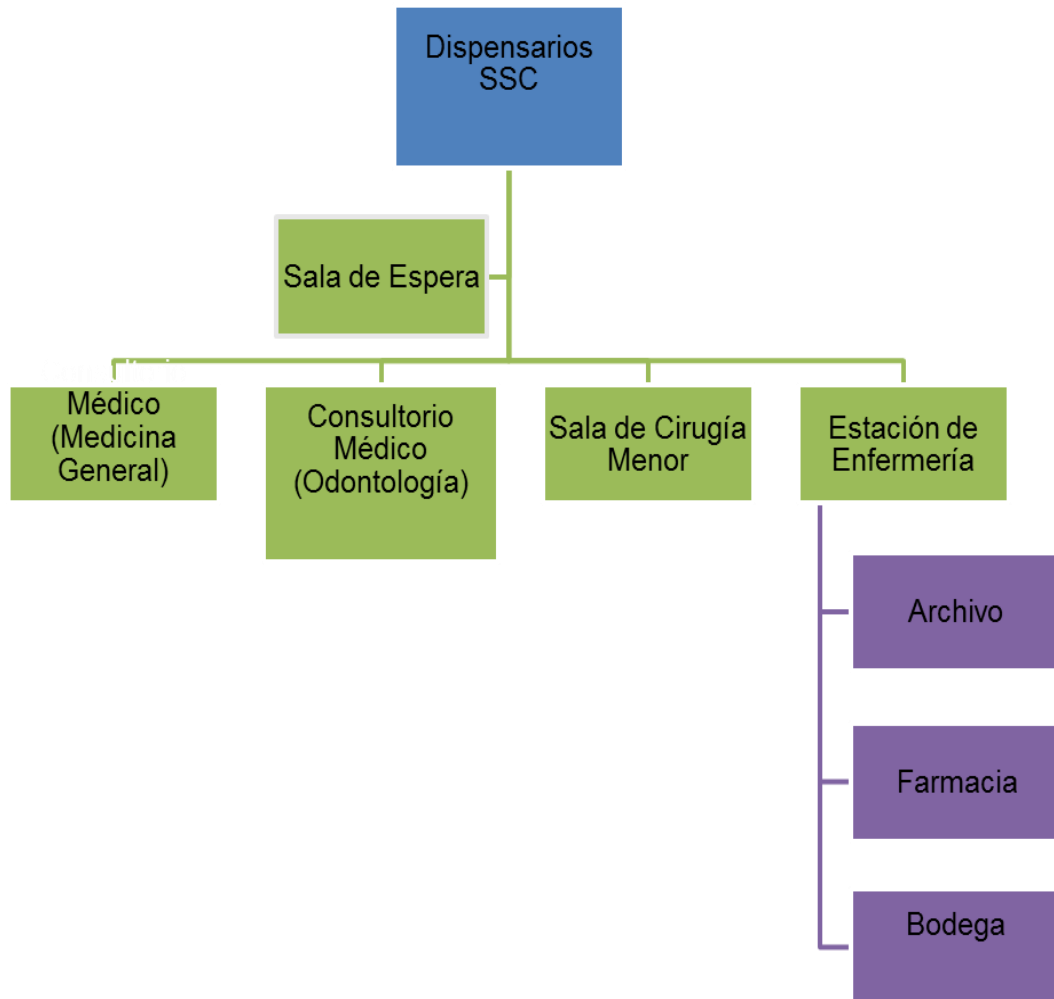 Dispensarios
SSC
Sala de Espera
Médico
(Medicina
General)
Consultorio
Médico
(Odontología)
Sala de Cirugía
Menor
Estación de
Enfermería
Archivo
Farmacia
Bodega